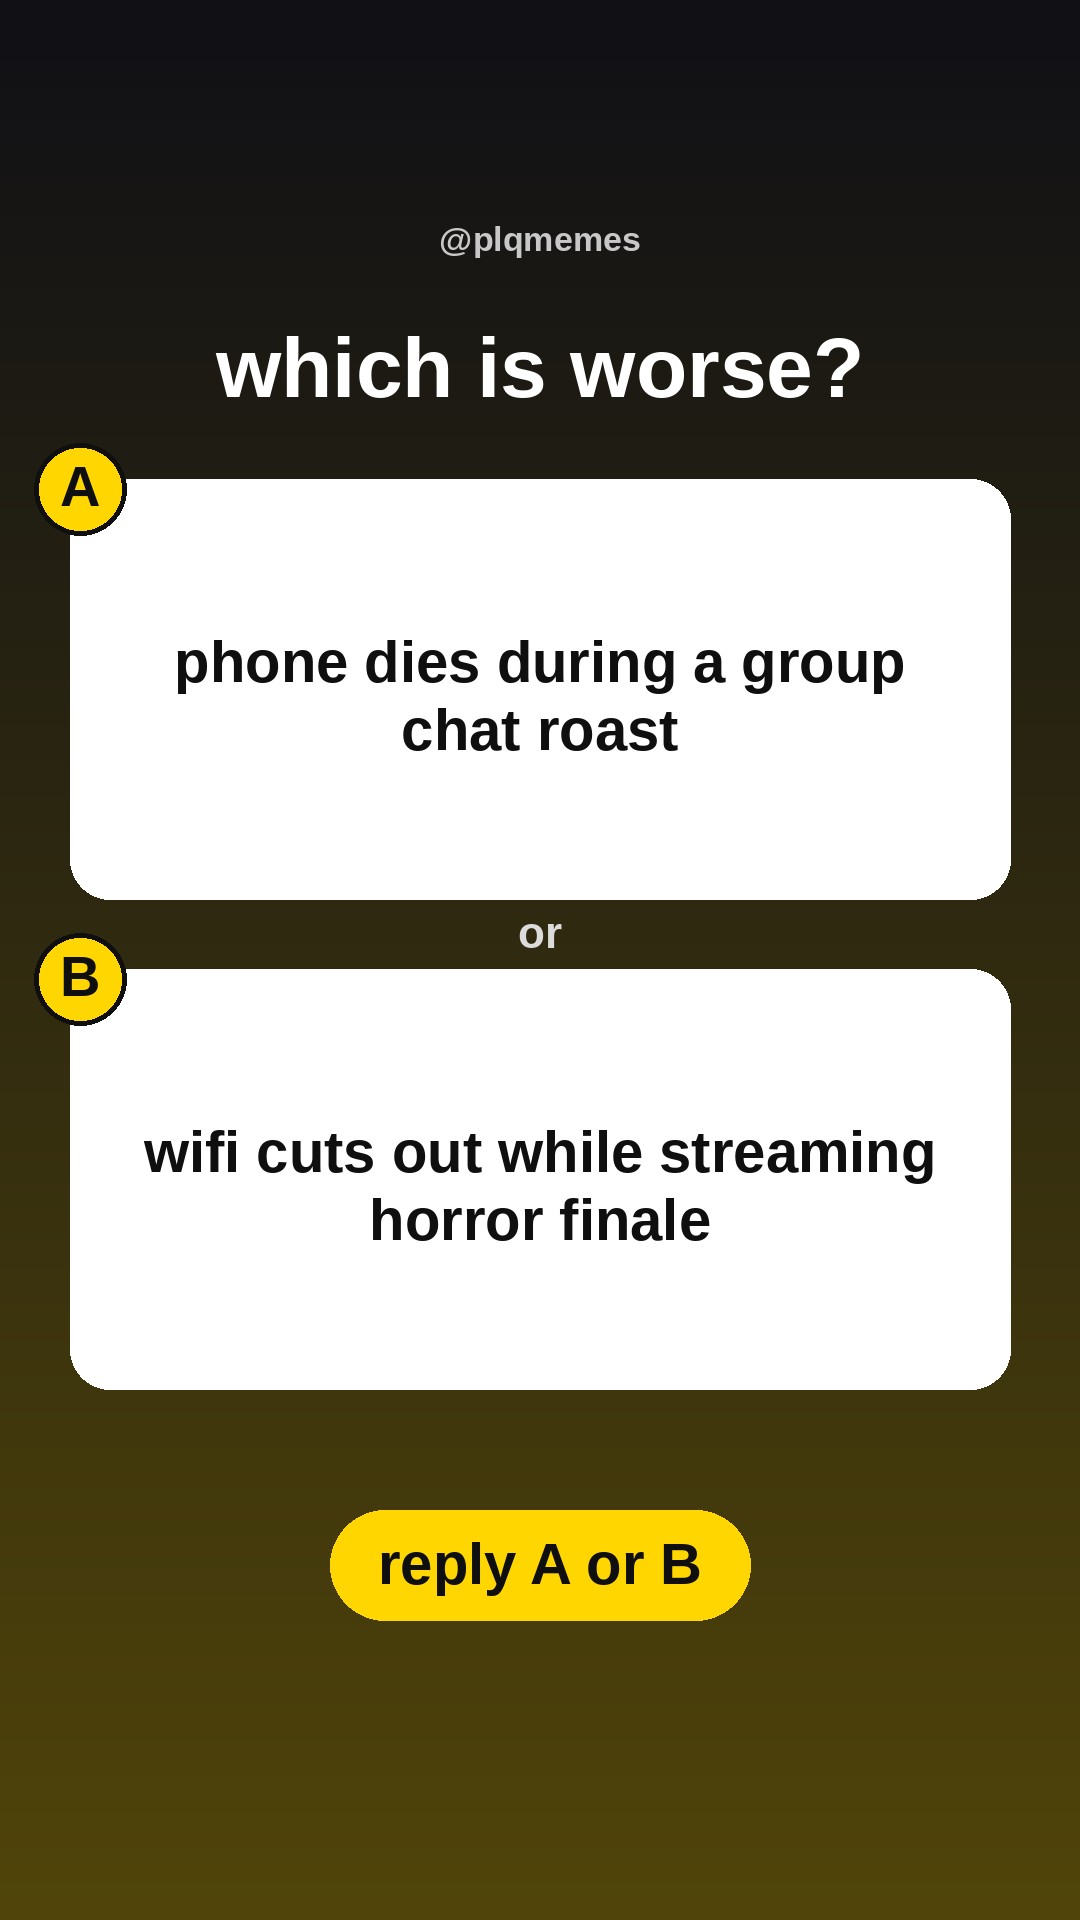 @plqmemes
which is worse?
A
phone dies during a group
chat roast
or
B
wifi cuts out while streaming
horror finale
reply A or B